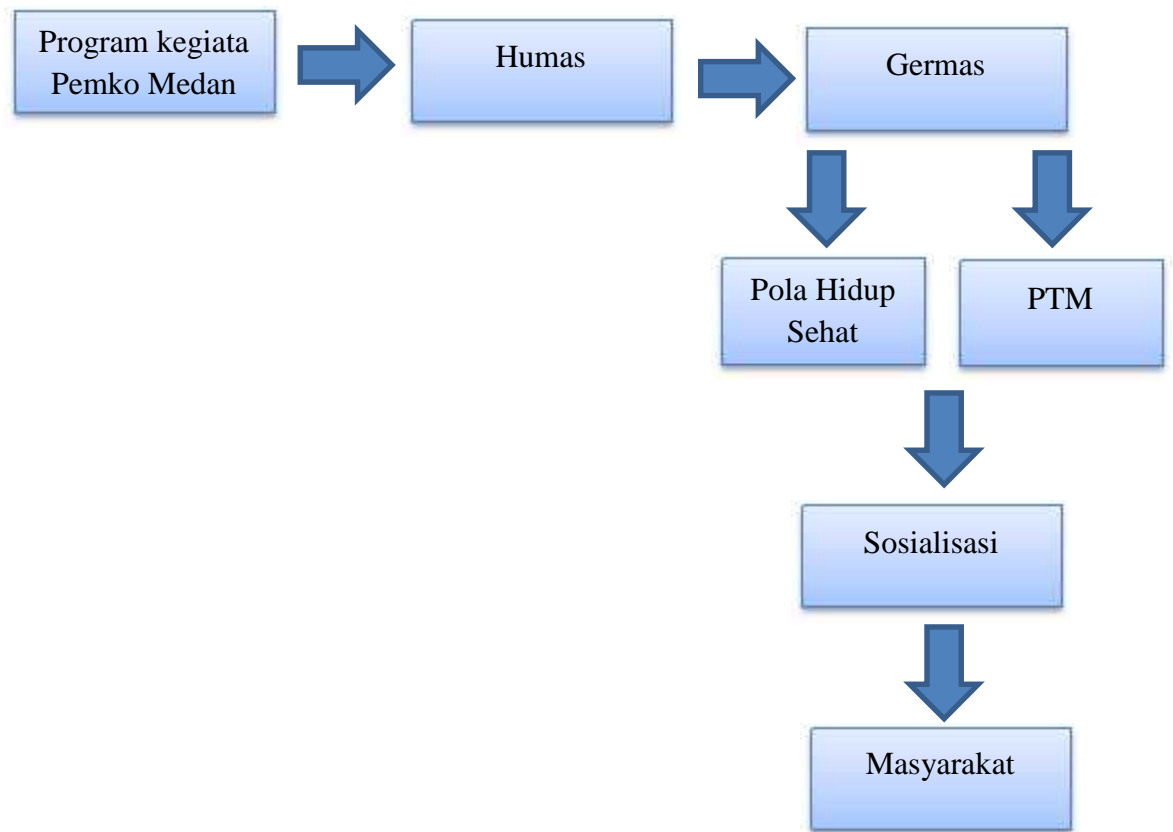 Program kegiata
Pemko Medan
Humas
Germas
Pola Hidup
Sehat
PTM
Sosialisasi
Masyarakat